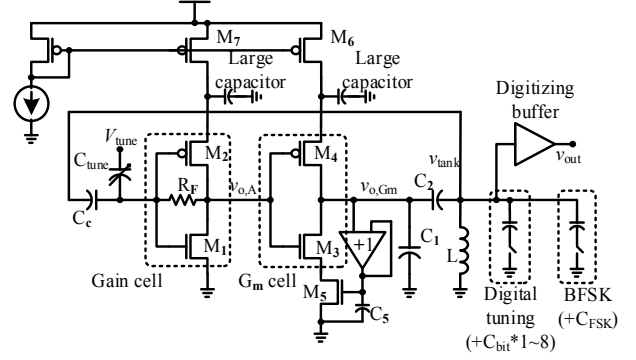 M7
M6
Large
capacitor
Large
capacitor
Digitizing
buffer
Vtune
Ctune
M2
M4
vtank
vout
Cc
RF
vo,A
vo,Gm
C2
M1
M3
+1
C1
L
Gain cell
Gm cell
M5
C5
Digital
tuning
(+Cbit*1~8)
BFSK
(+CFSK)